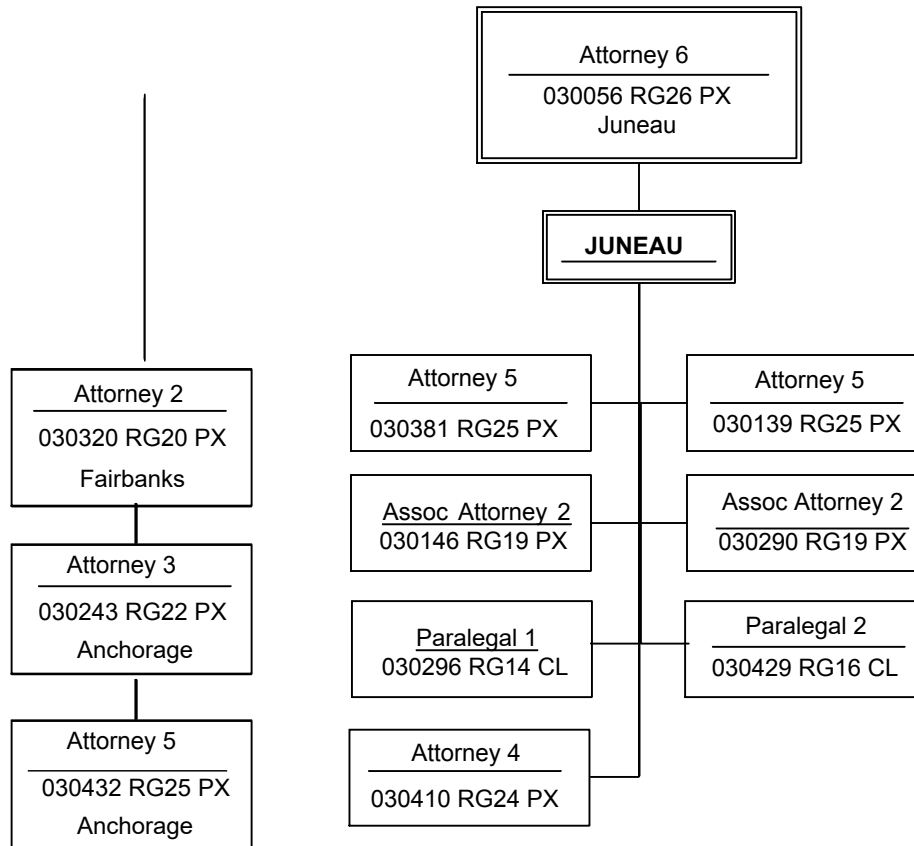 Attorney 6
030056 RG26 PX
Juneau
JUNEAU
Attorney 2
030320 RG20 PX
Fairbanks
Attorney 3
030243 RG22 PX
Anchorage
Attorney 5
030432 RG25 PX
Anchorage
Attorney 5
030381 RG25 PX
Attorney 5
030139 RG25 PX
Assoc Attorney 2
030146 RG19 PX
Assoc Attorney 2
030290 RG19 PX
Paralegal 1
030296 RG14 CL
Paralegal 2
030429 RG16 CL
Attorney 4
030410 RG24 PX